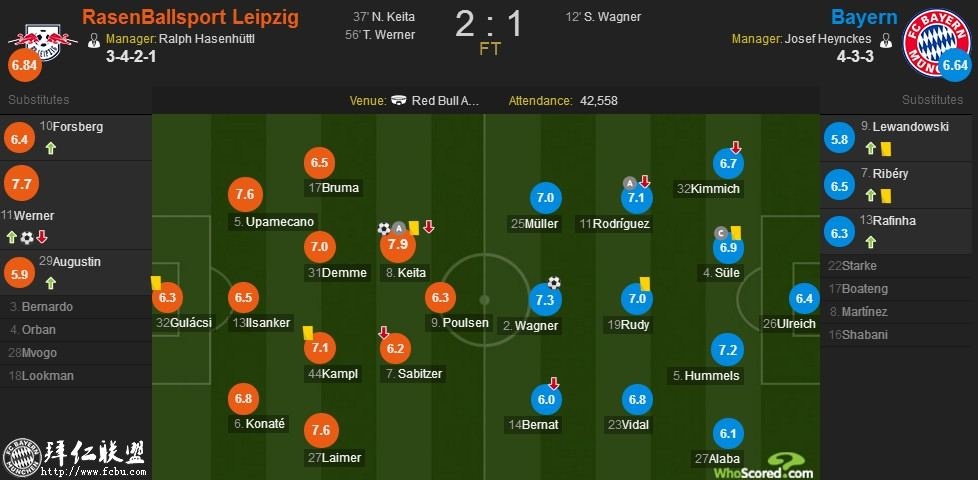 RasenBallsport Leipzig
Manager: Ralph Hasenhüttl
3-4-2-1
6.84
37' N. Keita
56' T. Werner
2 : 1
FT
12' S. Wagner
Bayern
Manager: Josef Heynckes
4-3-3
FC BAYERN
MÜNCHEN
6.64
Substitutes
Venue: Red Bull A...
Attendance: 42,558
Substitutes
6.4
10 Forsberg
7.7
11 Werner
5.9
29 Augustin
3. Bernardo
4. Orban
28 Mvogo
18 Lookman
6.5
17 Bruma
7.6
5. Upamecano
7.0
31 Demme
A
7.9
8. Keita
6.3
32 Gulácsi
6.5
13 Ilsanker
6.3
9. Poulsen
7.1
44 Kampl
6.2
7. Sabitzer
6.8
6. Konaté
7.6
27 Laimer
7.0
25 Müller
A
7.1
11 Rodríguez
6.7
32 Kimmich
C
6.9
4. Süle
7.3
2. Wagner
7.0
19 Rudy
6.4
26 Ulreich
7.2
5. Hummels
6.0
14 Bernat
6.8
23 Vidal
6.1
27 Alaba
5.8
9. Lewandowski
6.5
7. Ribéry
6.3
13 Rafinha
22 Starke
17 Boateng
8. Martínez
16 Shabani
拜仁联盟
http://www.fcbu.com
WhoScored.com